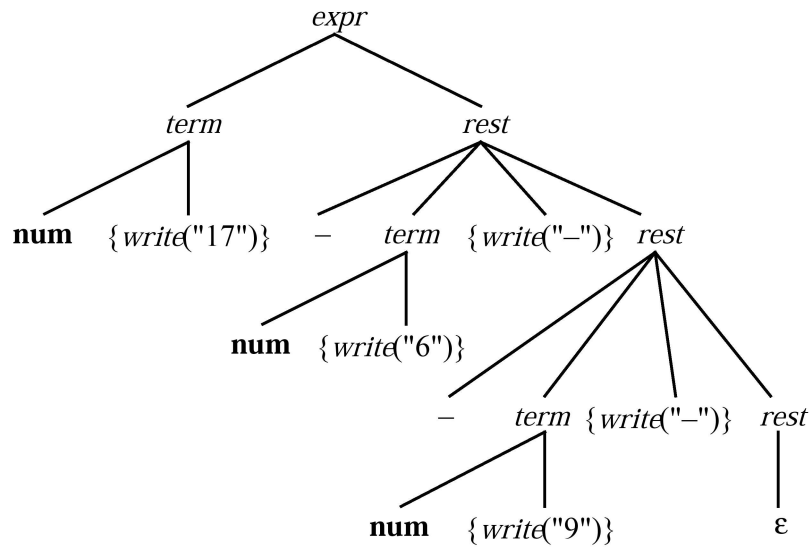 expr
term rest
num {write("17")} – term {write("–")} rest
num {write("6")}
– term {write("–")} rest
num {write("9")} ε